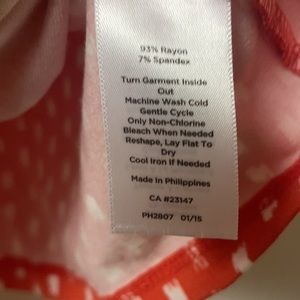 93% Rayon
7% Spandex
Turn Garment Inside
Out
Machine Wash Cold
Gentle Cycle
Only Non-Chlorine
Bleach When Needed
Reshape, Lay Flat To
Dry
Cool Iron If Needed
Made in Philippines
CA #23147
PH2807 01/15